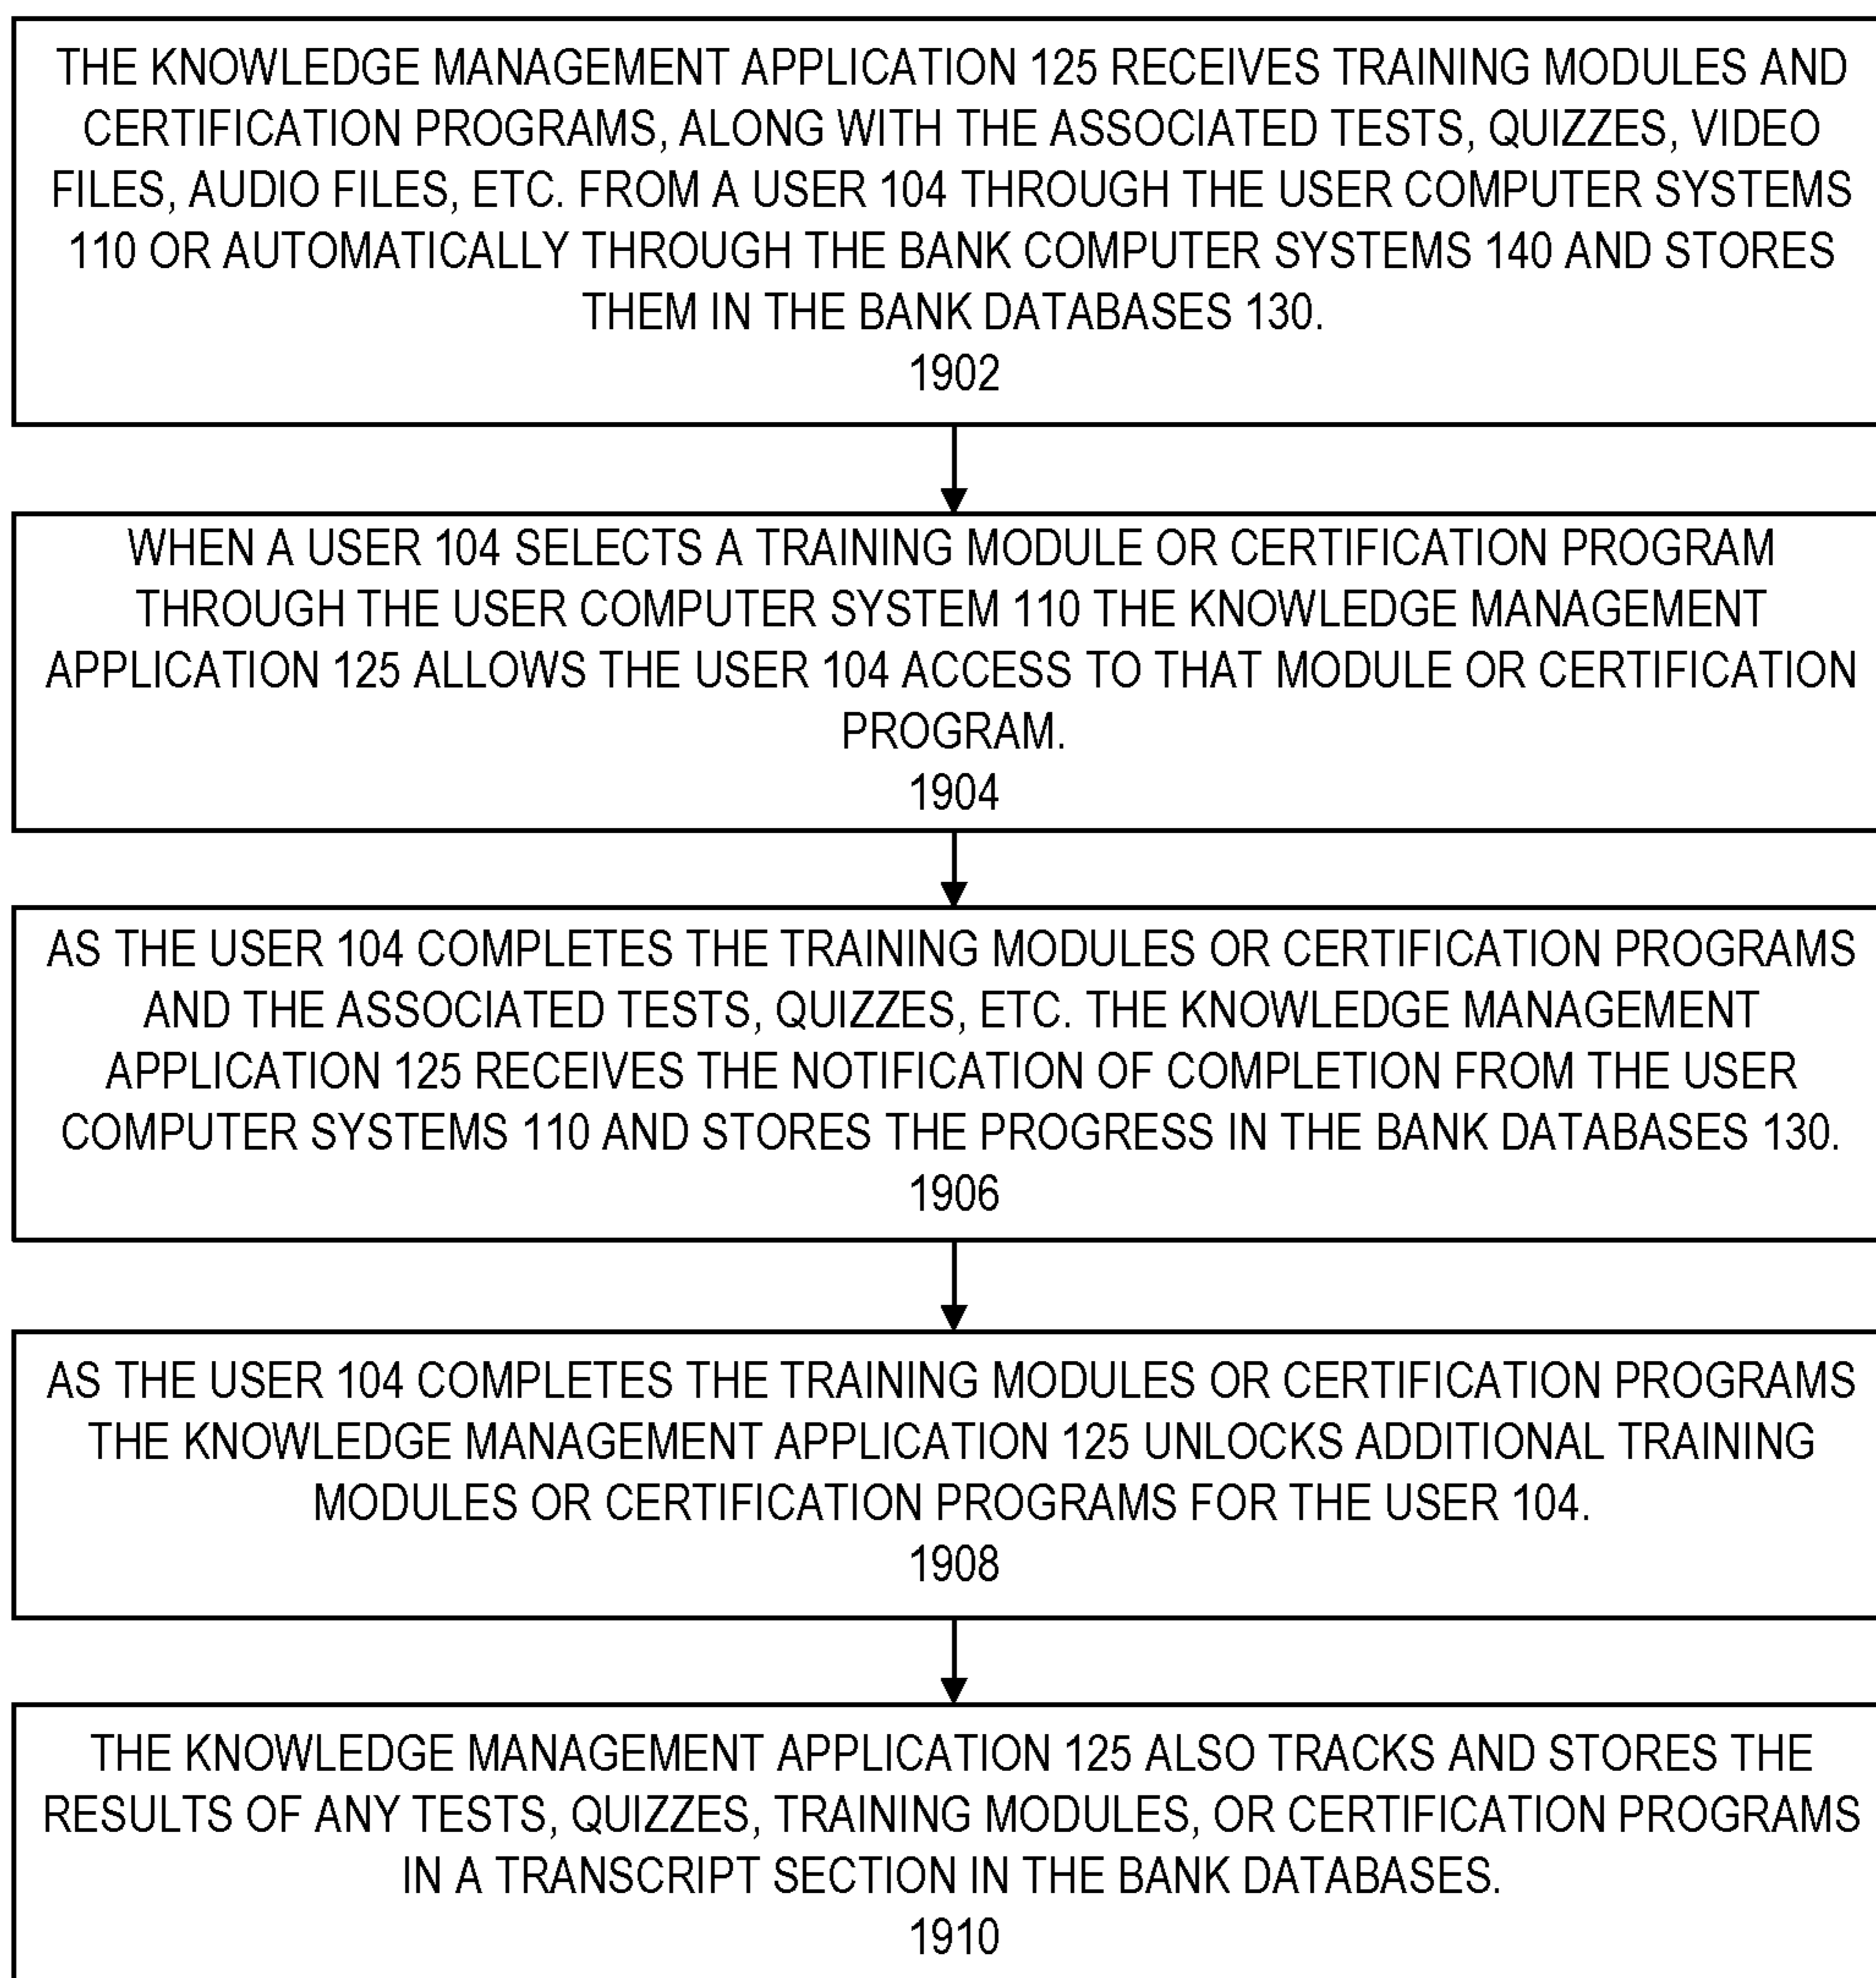 THE KNOWLEDGE MANAGEMENT APPLICATION 125 RECEIVES TRAINING MODULES AND
CERTIFICATION PROGRAMS, ALONG WITH THE ASSOCIATED TESTS, QUIZZES, VIDEO
FILES, AUDIO FILES, ETC. FROM A USER 104 THROUGH THE USER COMPUTER SYSTEMS
110 OR AUTOMATICALLY THROUGH THE BANK COMPUTER SYSTEMS 140 AND STORES
THEM IN THE BANK DATABASES 130.
1902
WHEN A USER 104 SELECTS A TRAINING MODULE OR CERTIFICATION PROGRAM
THROUGH THE USER COMPUTER SYSTEM 110 THE KNOWLEDGE MANAGEMENT
APPLICATION 125 ALLOWS THE USER 104 ACCESS TO THAT MODULE OR CERTIFICATION
PROGRAM.
1904
AS THE USER 104 COMPLETES THE TRAINING MODULES OR CERTIFICATION PROGRAMS
AND THE ASSOCIATED TESTS, QUIZZES, ETC. THE KNOWLEDGE MANAGEMENT
APPLICATION 125 RECEIVES THE NOTIFICATION OF COMPLETION FROM THE USER
COMPUTER SYSTEMS 110 AND STORES THE PROGRESS IN THE BANK DATABASES 130.
1906
AS THE USER 104 COMPLETES THE TRAINING MODULES OR CERTIFICATION PROGRAMS
THE KNOWLEDGE MANAGEMENT APPLICATION 125 UNLOCKS ADDITIONAL TRAINING
MODULES OR CERTIFICATION PROGRAMS FOR THE USER 104.
1908
THE KNOWLEDGE MANAGEMENT APPLICATION 125 ALSO TRACKS AND STORES THE
RESULTS OF ANY TESTS, QUIZZES, TRAINING MODULES, OR CERTIFICATION PROGRAMS
IN A TRANSCRIPT SECTION IN THE BANK DATABASES.
1910